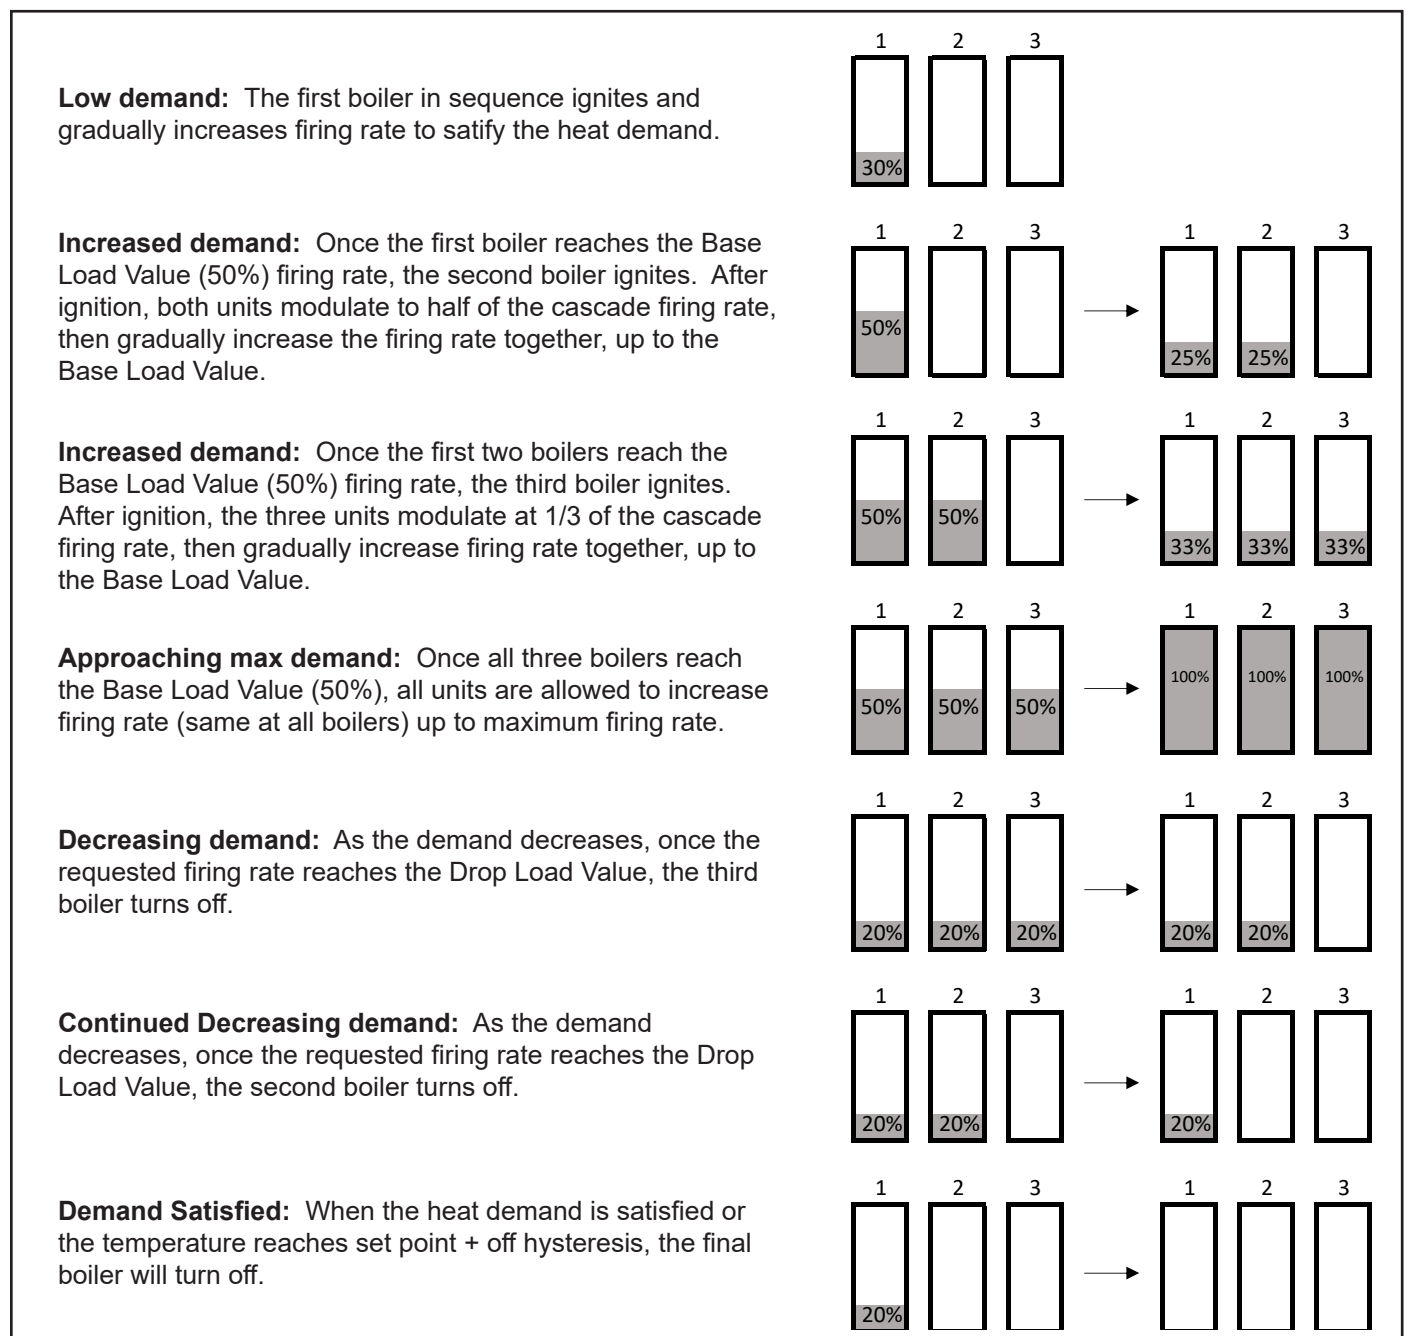 1 2 3
Low demand: The first boiler in sequence ignites and
gradually increases firing rate to satify the heat demand.
30%
1 2 3 1 2 3
Increased demand: Once the first boiler reaches the Base
Load Value (50%) firing rate, the second boiler ignites. After
ignition, both units modulate to half of the cascade firing rate,
then gradually increase the firing rate together, up to the
Base Load Value.
50% 25% 25%
1 2 3 1 2 3
Increased demand: Once the first two boilers reach the
Base Load Value (50%) firing rate, the third boiler ignites.
After ignition, the three units modulate at 1/3 of the cascade
firing rate, then gradually increase firing rate together, up to
the Base Load Value.
50% 50% 33% 33% 33%
1 2 3 1 2 3
Approaching max demand: Once all three boilers reach
the Base Load Value (50%), all units are allowed to increase
firing rate (same at all boilers) up to maximum firing rate.
50% 50% 50% 100% 100% 100%
1 2 3 1 2 3
Decreasing demand: As the demand decreases, once the
requested firing rate reaches the Drop Load Value, the third
boiler turns off.
20% 20% 20% 20% 20%
1 2 3 1 2 3
Continued Decreasing demand: As the demand
decreases, once the requested firing rate reaches the Drop
Load Value, the second boiler turns off.
20% 20% 20%
1 2 3 1 2 3
Demand Satisfied: When the heat demand is satisfied or
the temperature reaches set point + off hysteresis, the final
boiler will turn off.
20%